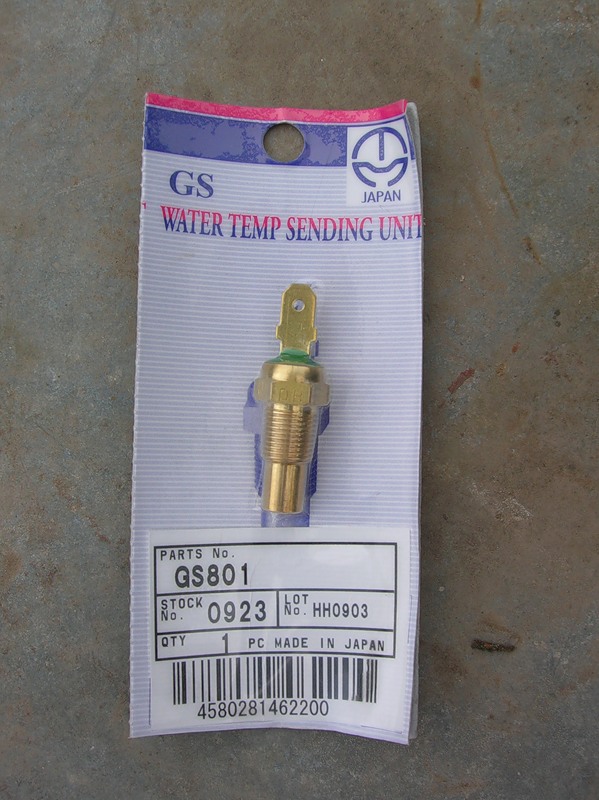 GS
JAPAN
WATER TEMP SENDING UNIT
PARTS No.
GS801
STOCK No. 0923 LOT No. HH0903
QTY 1 PC MADE IN JAPAN
4580281462200